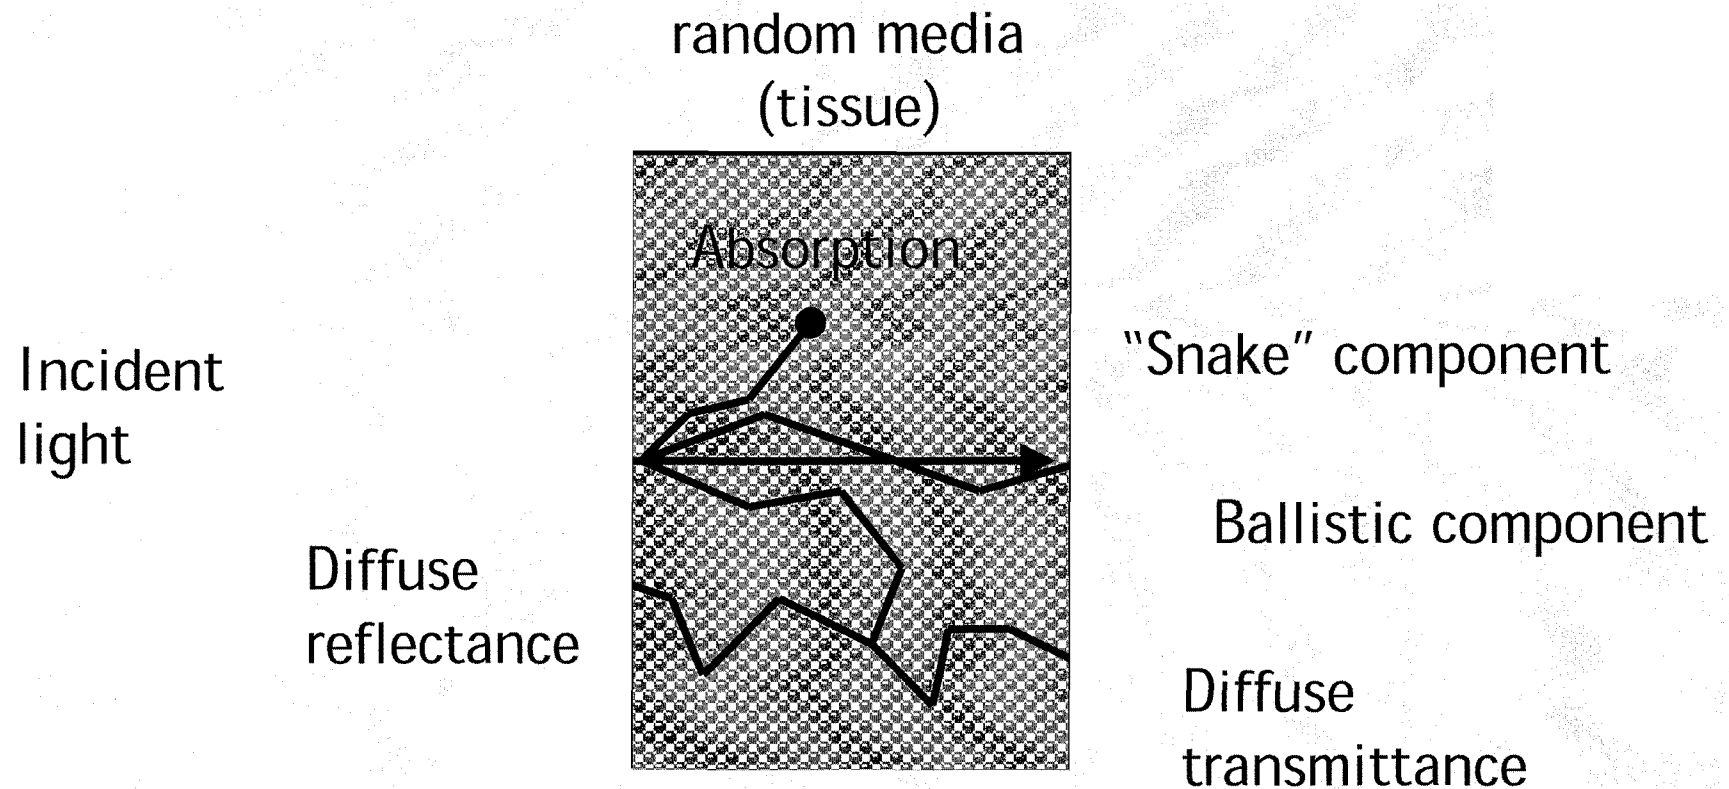 random media
(tissue)
Absorption
"Snake" component
Incident
light
Ballistic component
Diffuse
reflectance
Diffuse
transmittance